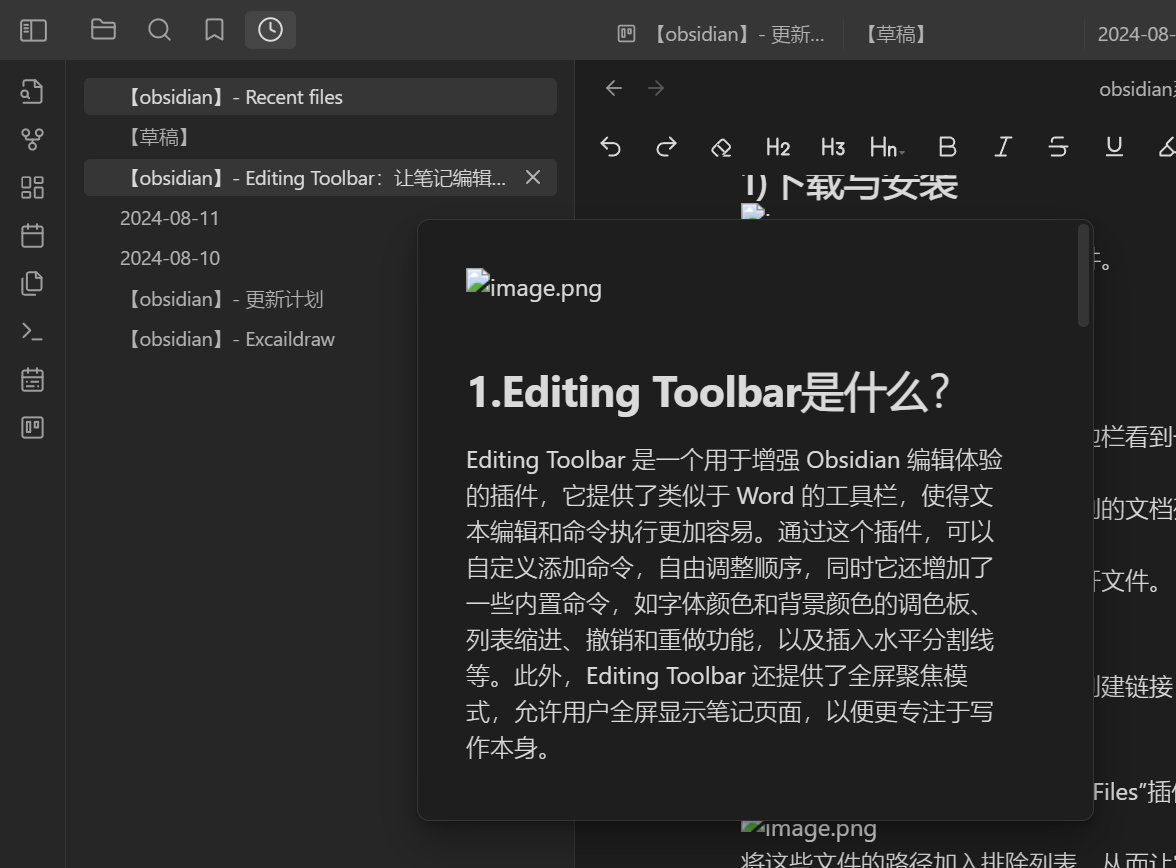 【obsidian】- 更新...
【草稿】
2024-08-
【obsidian】- Recent files
【草稿】
【obsidian】- Editing Toolbar：让笔记编辑...
2024-08-11
2024-08-10
【obsidian】- 更新计划
【obsidian】- Excaildraw
obsidian
H2 H3 Hn B I S U
1)下载与安装
件。
image.png
1.Editing Toolbar是什么？
Editing Toolbar 是一个用于增强 Obsidian 编辑体验
的插件，它提供了类似于 Word 的工具栏，使得文
本编辑和命令执行更加容易。通过这个插件，可以
自定义添加命令，自由调整顺序，同时它还增加了
一些内置命令，如字体颜色和背景颜色的调色板、
列表缩进、撤销和重做功能，以及插入水平分割线
等。此外，Editing Toolbar 还提供了全屏聚焦模
式，允许用户全屏显示笔记页面，以便更专注于写
作本身。
栏看到
的文档
文件。
建链接
Files”插件
image.png
将这些文件的路径加入排除列表，从而让